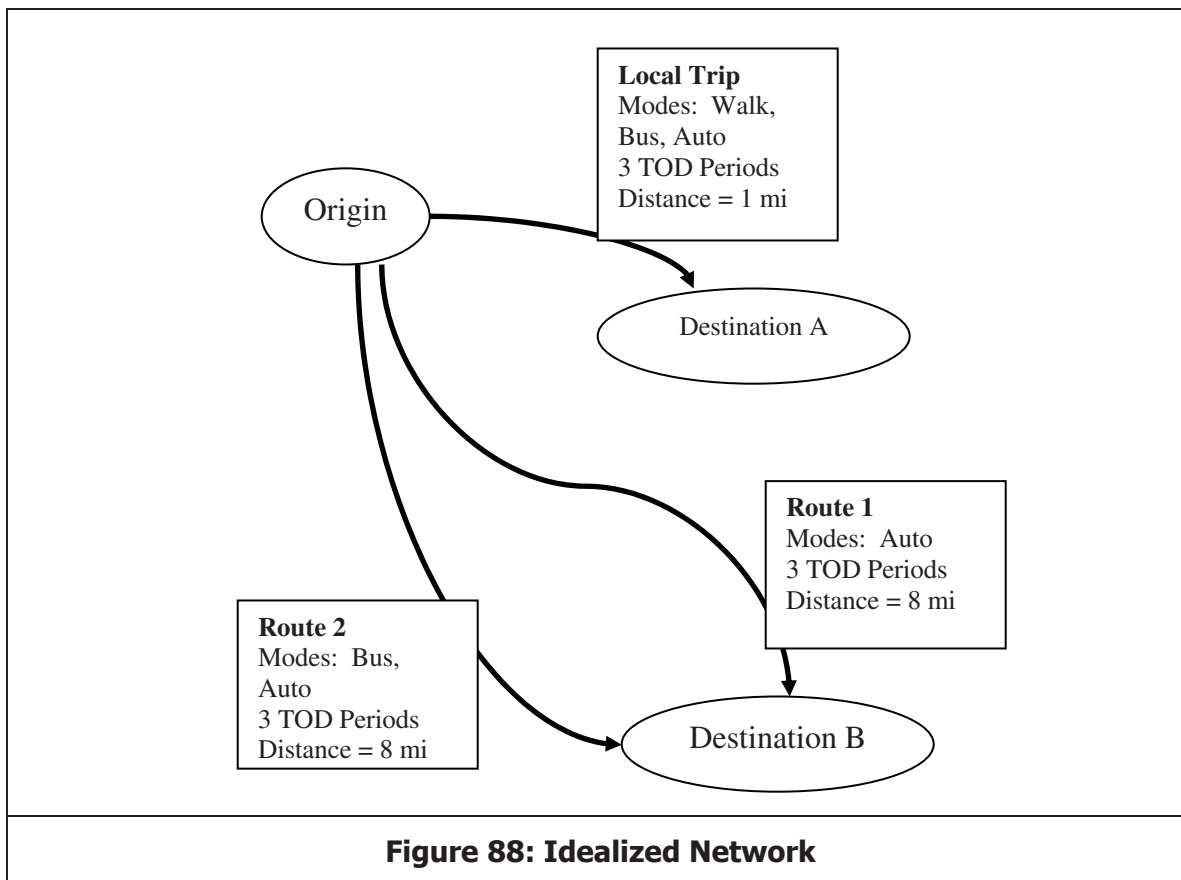 Local Trip
Modes: Walk,
Bus, Auto
3 TOD Periods
Distance = 1 mi
Origin
Destination A
Route 1
Modes: Auto
3 TOD Periods
Distance = 8 mi
Route 2
Modes: Bus,
Auto
3 TOD Periods
Distance = 8 mi
Destination B
Figure 88: Idealized Network